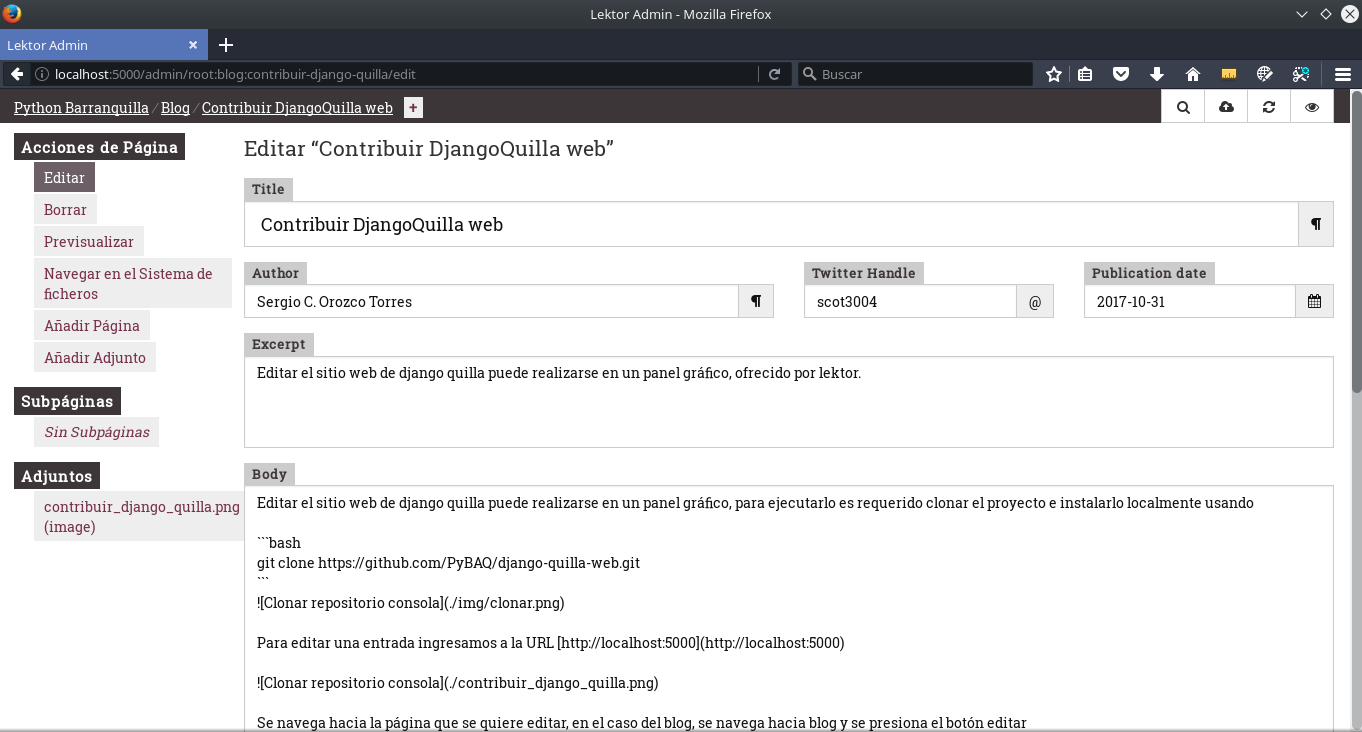 Lektor Admin - Mozilla Firefox
Lektor Admin
localhost:5000/admin/root:blog:contribuir-django-quilla/edit
Buscar
Python Barranquilla / Blog / Contribuir DjangoQuilla web +
Acciones de Página
Editar
Borrar
Previsualizar
Navegar en el Sistema de
ficheros
Añadir Página
Añadir Adjunto
Subpáginas
Sin Subpáginas
Adjuntos
contribuir_django_quilla.png
(image)
Editar “Contribuir DjangoQuilla web”
Title
Contribuir DjangoQuilla web ¶
Author
Sergio C. Orozco Torres ¶
Twitter Handle
scot3004 @
Publication date
2017-10-31
Excerpt
Editar el sitio web de django quilla puede realizarse en un panel gráfico, ofrecido por lektor.
Body
Editar el sitio web de django quilla puede realizarse en un panel gráfico, para ejecutarlo es requerido clonar el proyecto e instalarlo localmente usando
```bash
git clone https://github.com/PyBAQ/django-quilla-web.git
```
![Clonar repositorio consola](./img/clonar.png)
Para editar una entrada ingresamos a la URL [http://localhost:5000](http://localhost:5000)
![Clonar repositorio consola](./contribuir_django_quilla.png)
Se navega hacia la página que se quiere editar, en el caso del blog, se navega hacia blog y se presiona el botón editar